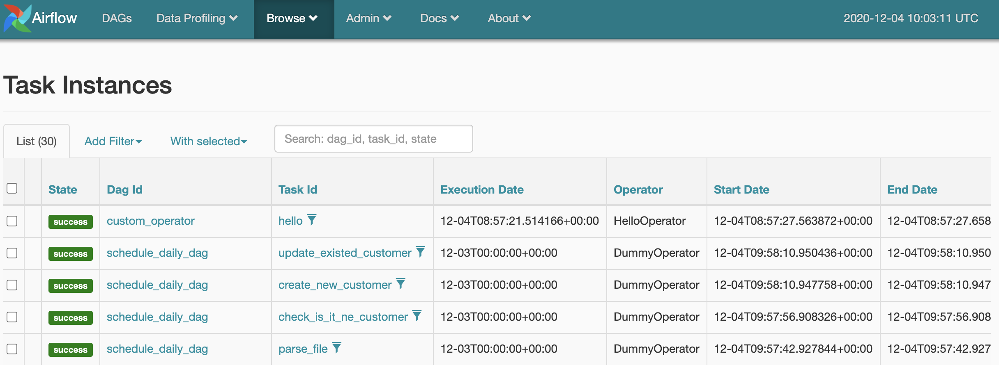 Airflow DAGs Data Profiling Browse Admin Docs About 2020-12-04 10:03:11 UTC
Task Instances
List (30) Add Filter With selected Search: dag_id, task_id, state
State Dag Id Task Id Execution Date Operator Start Date End Date
success custom_operator hello 12-04T08:57:21.514166+00:00 HelloOperator 12-04T08:57:27.563872+00:00 12-04T08:57:27.658
success schedule_daily_dag update_existed_customer 12-03T00:00:00+00:00 DummyOperator 12-04T09:58:10.950436+00:00 12-04T09:58:10.950
success schedule_daily_dag create_new_customer 12-03T00:00:00+00:00 DummyOperator 12-04T09:58:10.947758+00:00 12-04T09:58:10.947
success schedule_daily_dag check_is_it_ne_customer 12-03T00:00:00+00:00 DummyOperator 12-04T09:57:56.908326+00:00 12-04T09:57:56.908
success schedule_daily_dag parse_file 12-03T00:00:00+00:00 DummyOperator 12-04T09:57:42.927844+00:00 12-04T09:57:42.927